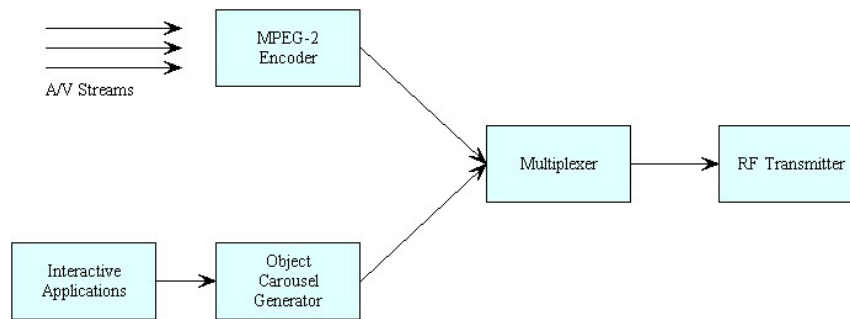 MPEG-2
Encoder
A/V Streams
Multiplexer
RF Transmitter
Interactive
Applications
Object
Carousel
Generator